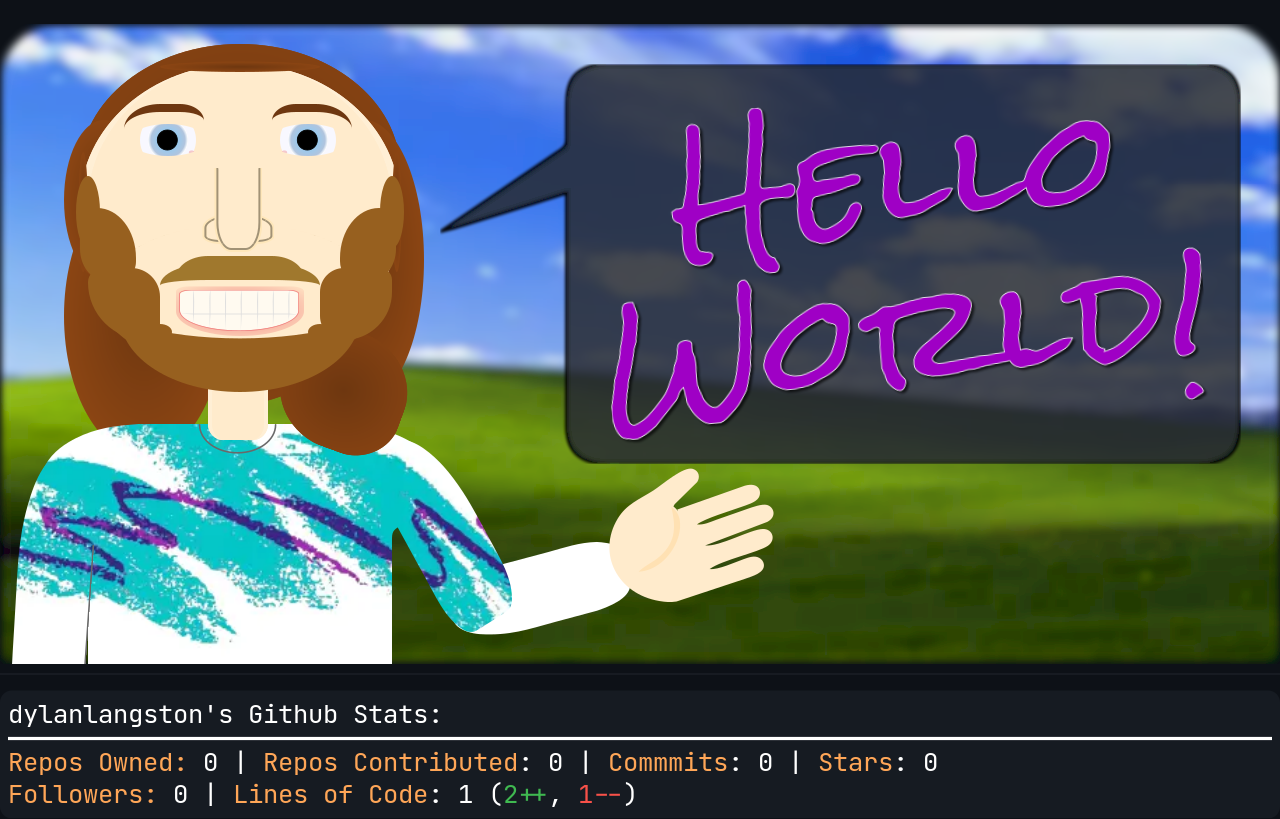 Hello
World!
dylanlangston's Github Stats:
Repos Owned: 0 | Repos Contributed: 0 | Commmits: 0 | Stars: 0
Followers: 0 | Lines of Code: 1 (2++, 1--)